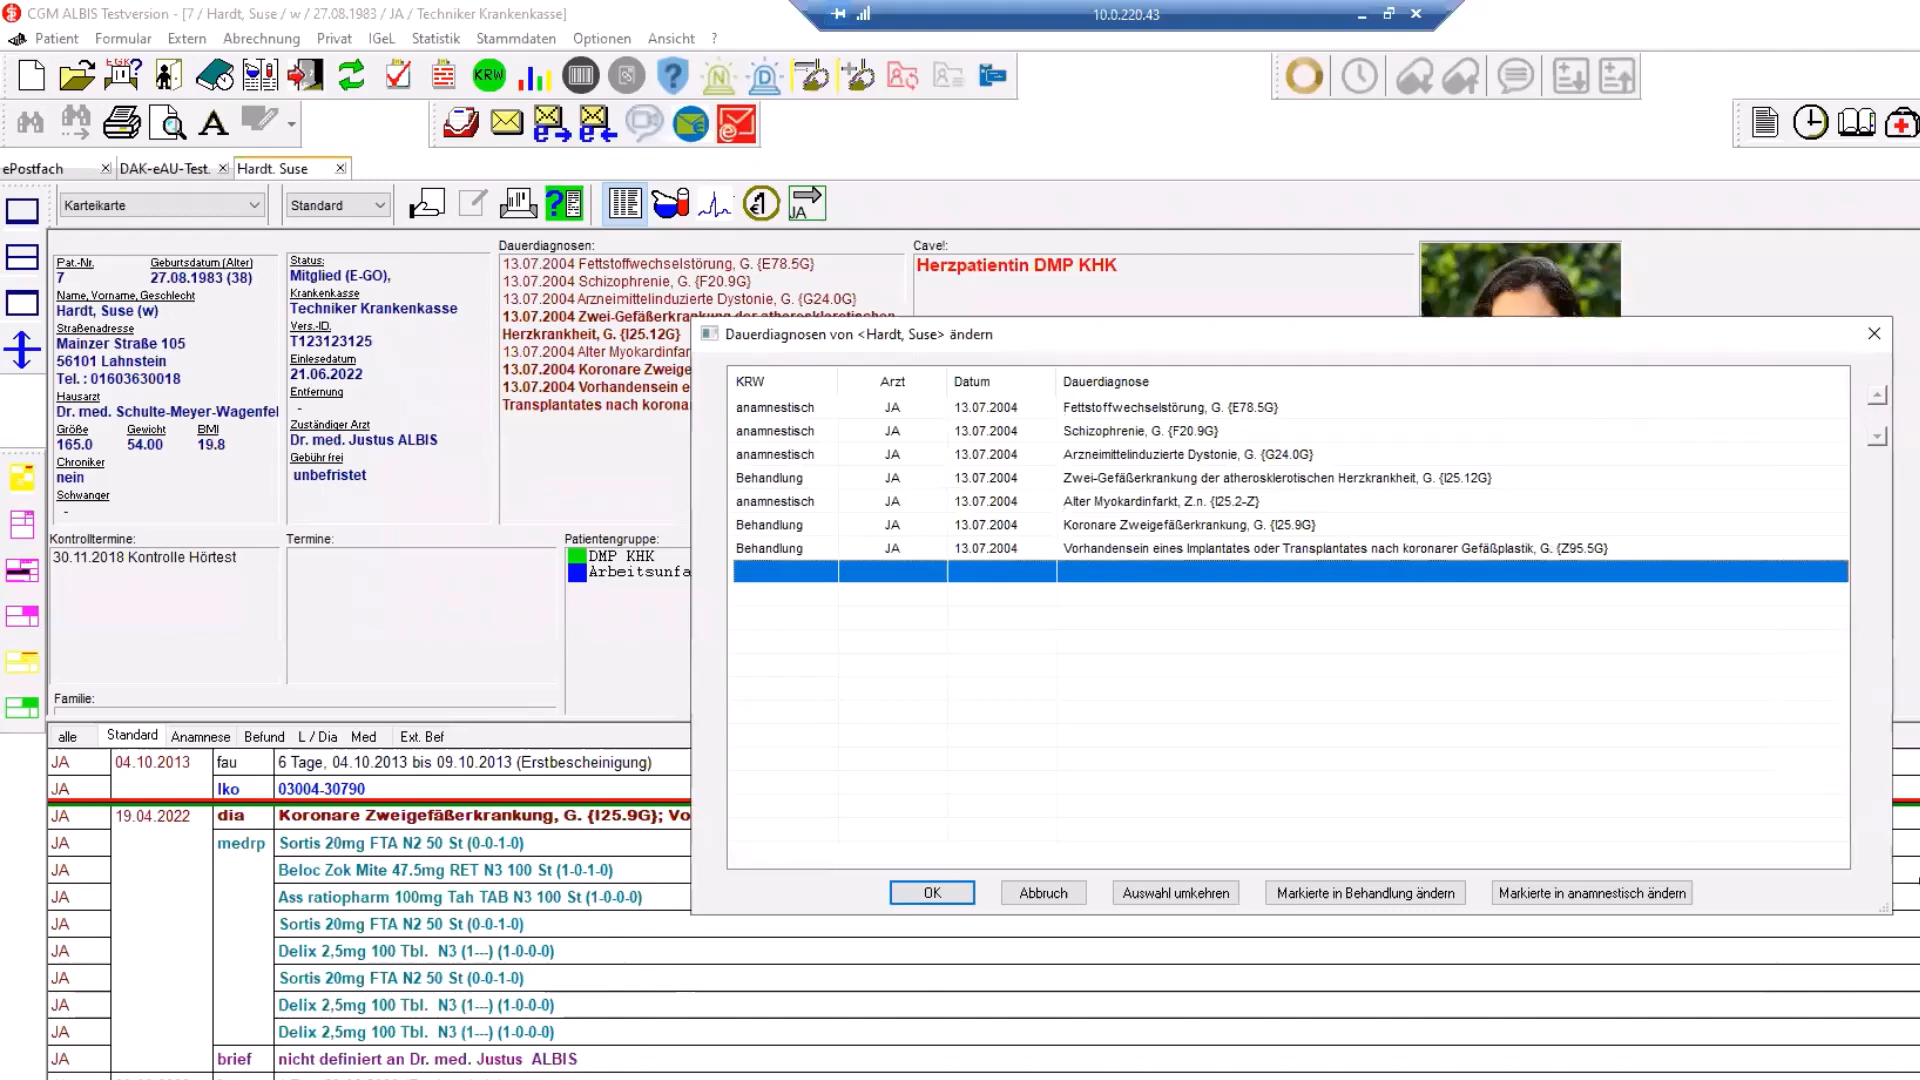 CGM ALBIS Testversion - [7 / Hardt, Suse / w / 27.08.1983 / JA / Techniker Krankenkasse]
10.0.220.43
Patient Formular Extern Abrechnung Privat IGeL Statistik Stammdaten Optionen Ansicht ?
EGK?
KRW
ePostfach
DAK-eAU-Test.
Hardt. Suse
Karteikarte
Standard
JA
Pat.-Nr. Geburtsdatum (Alter)
7 27.08.1983 (38)
Name, Vorname, Geschlecht
Hardt, Suse (w)
Straßenadresse
Mainzer Straße 105
56101 Lahnstein
Tel. : 01603630018
Hausarzt
Dr. med. Schulte-Meyer-Wagenfel
Größe Gewicht BMI
165.0 54.00 19.8
Chroniker
nein
Schwanger
-
Status:
Mitglied (E-GO),
Krankenkasse
Techniker Krankenkasse
Vers.-ID.
T123123125
Einlesedatum
21.06.2022
Entfernung
-
Zuständiger Arzt
Dr. med. Justus ALBIS
Gebühr frei
unbefristet
Dauerdiagnosen:
13.07.2004 Fettstoffwechselstörung, G. {E78.5G}
13.07.2004 Schizophrenie, G. {F20.9G}
13.07.2004 Arzneimittelinduzierte Dystonie, G. {G24.0G}
13.07.2004 Zwei-Gefäßerkrankung der atherosklerotischen
Herzkrankheit, G. {I25.12G}
13.07.2004 Alter Myokardinfar
13.07.2004 Koronare Zweige
13.07.2004 Vorhandensein e
Transplantates nach korona
Cave!:
Herzpatientin DMP KHK
Kontrolltermine:
30.11.2018 Kontrolle Hörtest
Termine:
Patientengruppe:
DMP KHK
Arbeitsunfa
Familie:
Dauerdiagnosen von <Hardt, Suse> ändern
KRW Arzt Datum Dauerdiagnose
anamnestisch JA 13.07.2004 Fettstoffwechselstörung, G. {E78.5G}
anamnestisch JA 13.07.2004 Schizophrenie, G. {F20.9G}
anamnestisch JA 13.07.2004 Arzneimittelinduzierte Dystonie, G. {G24.0G}
Behandlung JA 13.07.2004 Zwei-Gefäßerkrankung der atherosklerotischen Herzkrankheit, G. {I25.12G}
anamnestisch JA 13.07.2004 Alter Myokardinfarkt, Z.n. {I25.2-Z}
Behandlung JA 13.07.2004 Koronare Zweigefäßerkrankung, G. {I25.9G}
Behandlung JA 13.07.2004 Vorhandensein eines Implantates oder Transplantates nach koronarer Gefäßplastik, G. {Z95.5G}
OK
Abbruch
Auswahl umkehren
Markierte in Behandlung ändern
Markierte in anamnestisch ändern
alle Standard Anamnese Befund L / Dia Med Ext. Bef
JA 04.10.2013 fau 6 Tage, 04.10.2013 bis 09.10.2013 (Erstbescheinigung)
JA lko 03004-30790
JA 19.04.2022 dia Koronare Zweigefäßerkrankung, G. {I25.9G}; Vo
JA medrp Sortis 20mg FTA N2 50 St (0-0-1-0)
JA Beloc Zok Mite 47.5mg RET N3 100 St (1-0-1-0)
JA Ass ratiopharm 100mg Tah TAB N3 100 St (1-0-0-0)
JA Sortis 20mg FTA N2 50 St (0-0-1-0)
JA Delix 2,5mg 100 Tbl. N3 (1---) (1-0-0-0)
JA Sortis 20mg FTA N2 50 St (0-0-1-0)
JA Delix 2,5mg 100 Tbl. N3 (1---) (1-0-0-0)
JA Delix 2,5mg 100 Tbl. N3 (1---) (1-0-0-0)
JA brief nicht definiert an Dr. med. Justus ALBIS